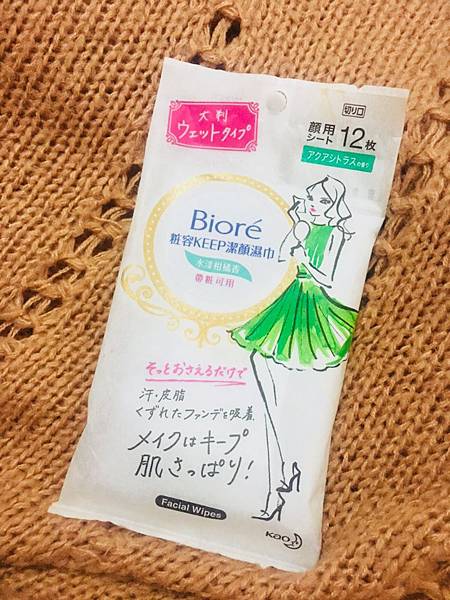 大判
ウェットタイプ
切り口
顔用
シート 12枚
アクアシトラスの香り
Bioré
粧容KEEP潔顏濕巾
水漾柑橘香
帶粧可用
そっとおさえるだけで
汗・皮脂
くずれたファンデを吸着
メイクはキープ
肌さっぱり!
Facial Wipes
Kao